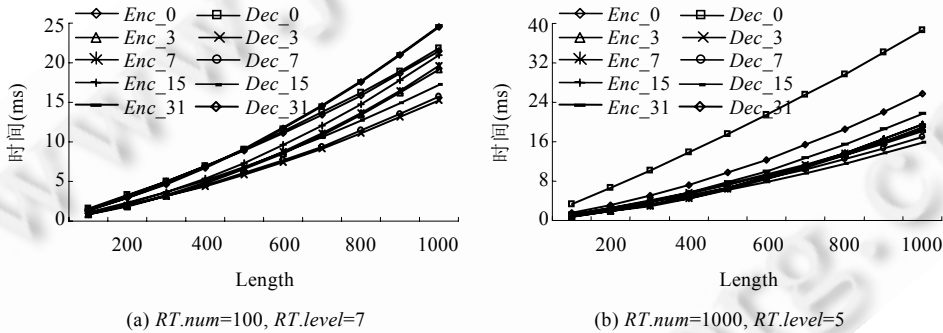 时间(ms)
25
20
15
10
5
0
Enc_0
Dec_0
Enc_3
Dec_3
Enc_7
Dec_7
Enc_15
Dec_15
Enc_31
Dec_31
200 400 600 800 1000
Length
(a) RT.num=100, RT.level=7
时间(ms)
40
32
24
16
8
0
Enc_0
Dec_0
Enc_3
Dec_3
Enc_7
Dec_7
Enc_15
Dec_15
Enc_31
Dec_31
200 400 600 800 1000
Length
(b) RT.num=1000, RT.level=5